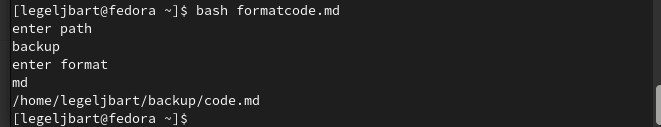 [legeljbart@fedora ~]$ bash formatcode.md
enter path
backup
enter format
md
/home/legeljbart/backup/code.md
[legeljbart@fedora ~]$